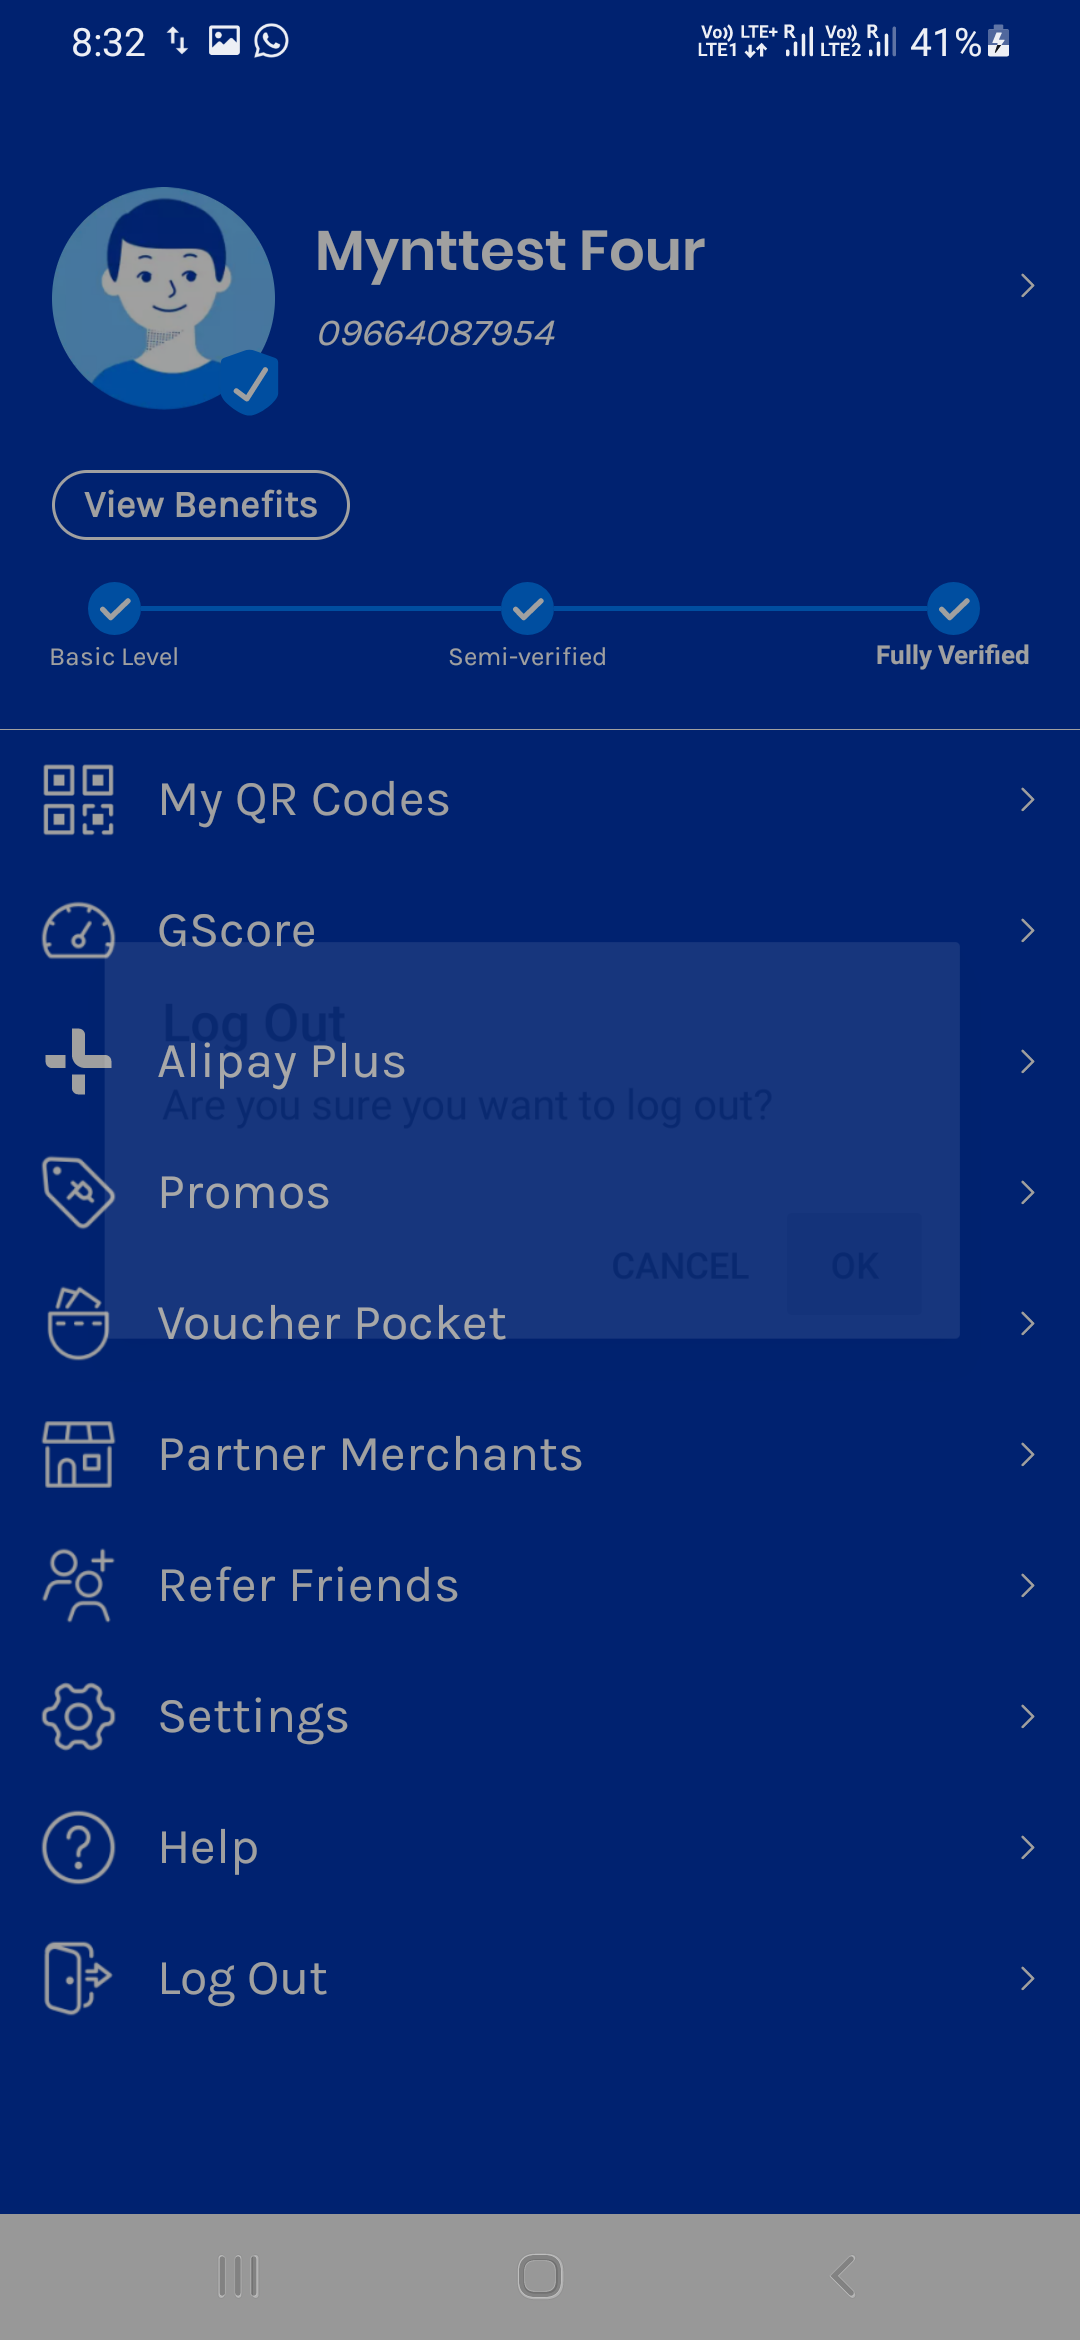 8:32
Vo)) LTE+ R Vo)) R
LTE1 LTE2 41%
Mynttest Four
09664087954
View Benefits
Basic Level Semi-verified Fully Verified
My QR Codes
GScore
Log Out
Alipay Plus
Are you sure you want to log out?
Promos
CANCEL OK
Voucher Pocket
Partner Merchants
Refer Friends
Settings
Help
Log Out